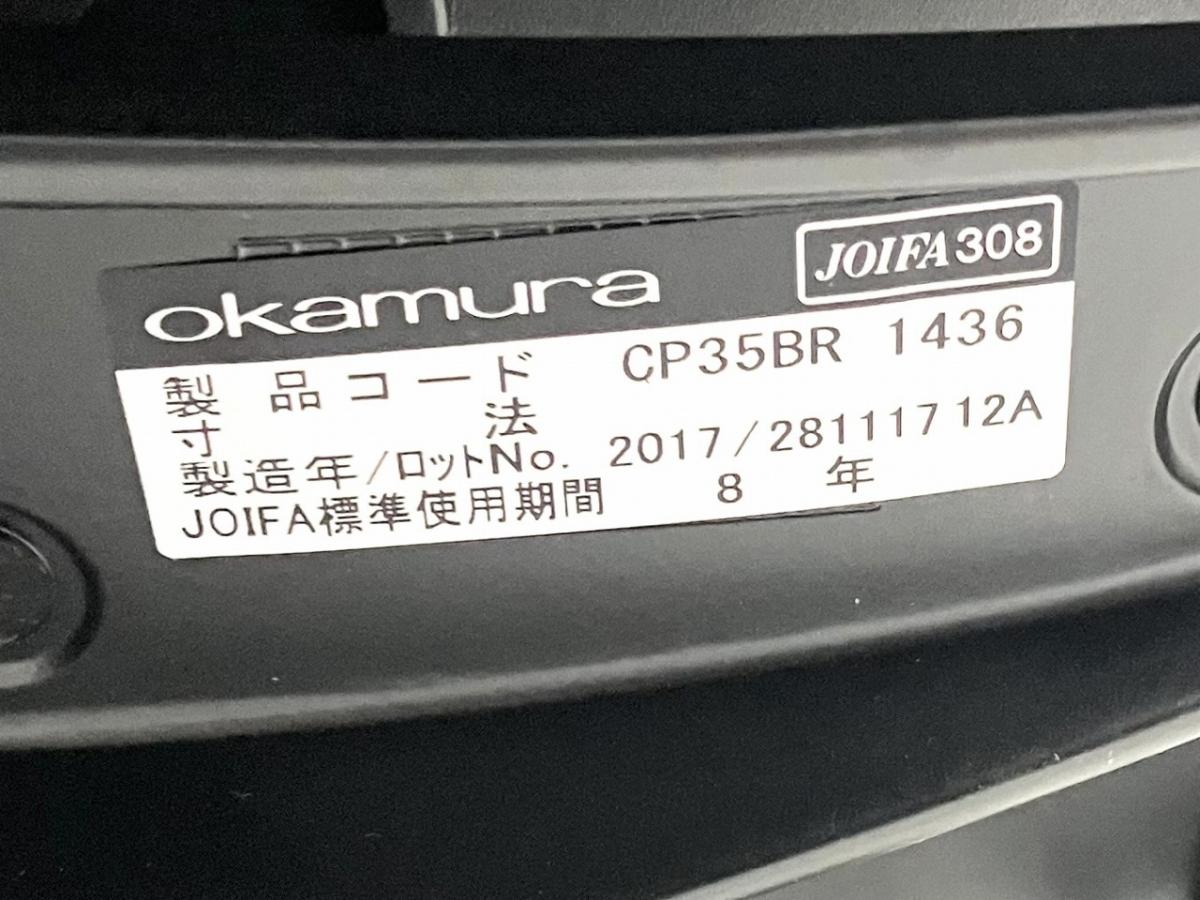 okamura JOIFA308
製品コード CP35BR 1436
寸法
製造年/ロットNo. 2017/28111712A
JOIFA標準使用期間 8年